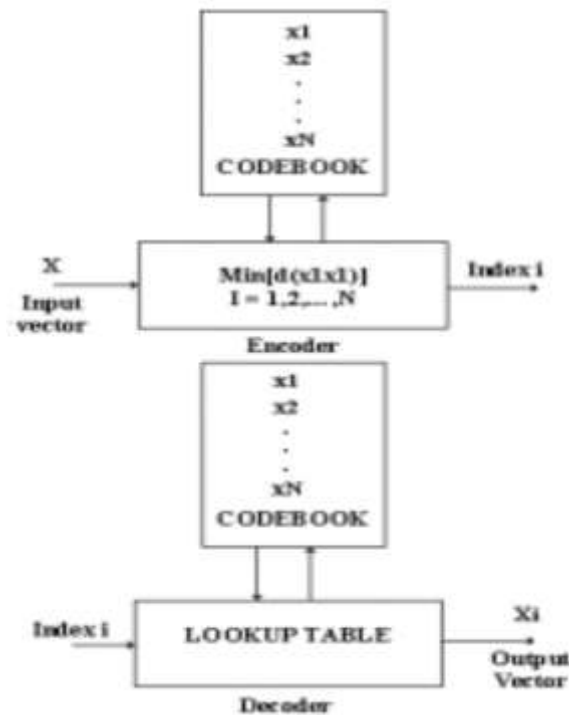 x1
x2
.
.
.
xN
CODEBOOK
X
Input
vector
Min[d(x1x1)]
I = 1,2,... ,N
Index i
Encoder
x1
x2
.
.
.
xN
CODEBOOK
Index i
LOOKUP TABLE
Xi
Output
Vector
Decoder